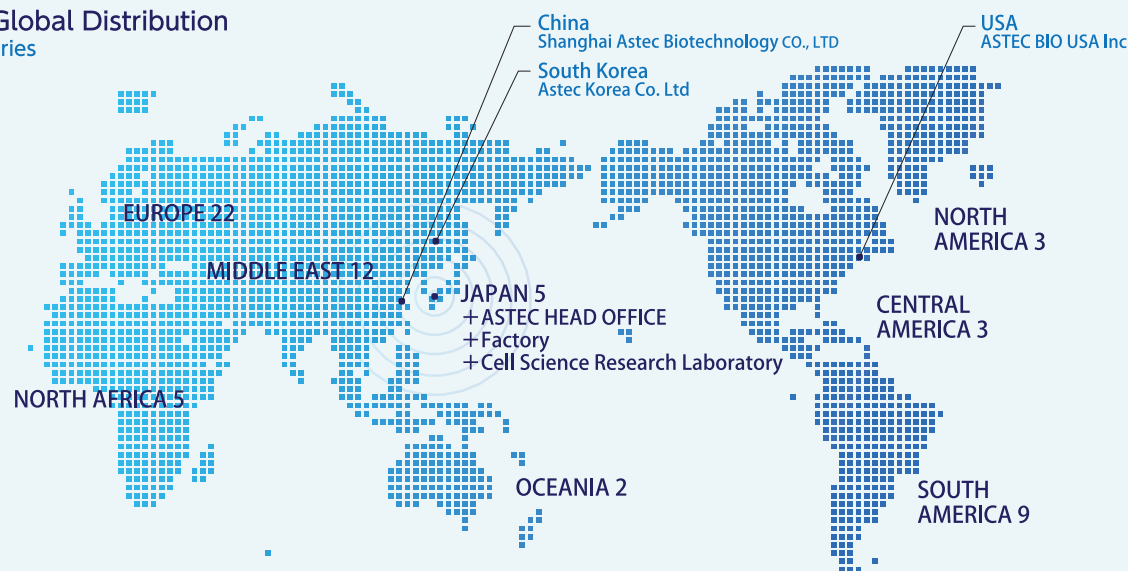 Global Distribution
ries
China
Shanghai Astec Biotechnology CO., LTD
South Korea
Astec Korea Co. Ltd
USA
ASTEC BIO USA Inc
EUROPE 22
MIDDLE EAST 12
JAPAN 5
+ASTEC HEAD OFFICE
+Factory
+Cell Science Research Laboratory
NORTH AFRICA 5
OCEANIA 2
NORTH
AMERICA 3
CENTRAL
AMERICA 3
SOUTH
AMERICA 9